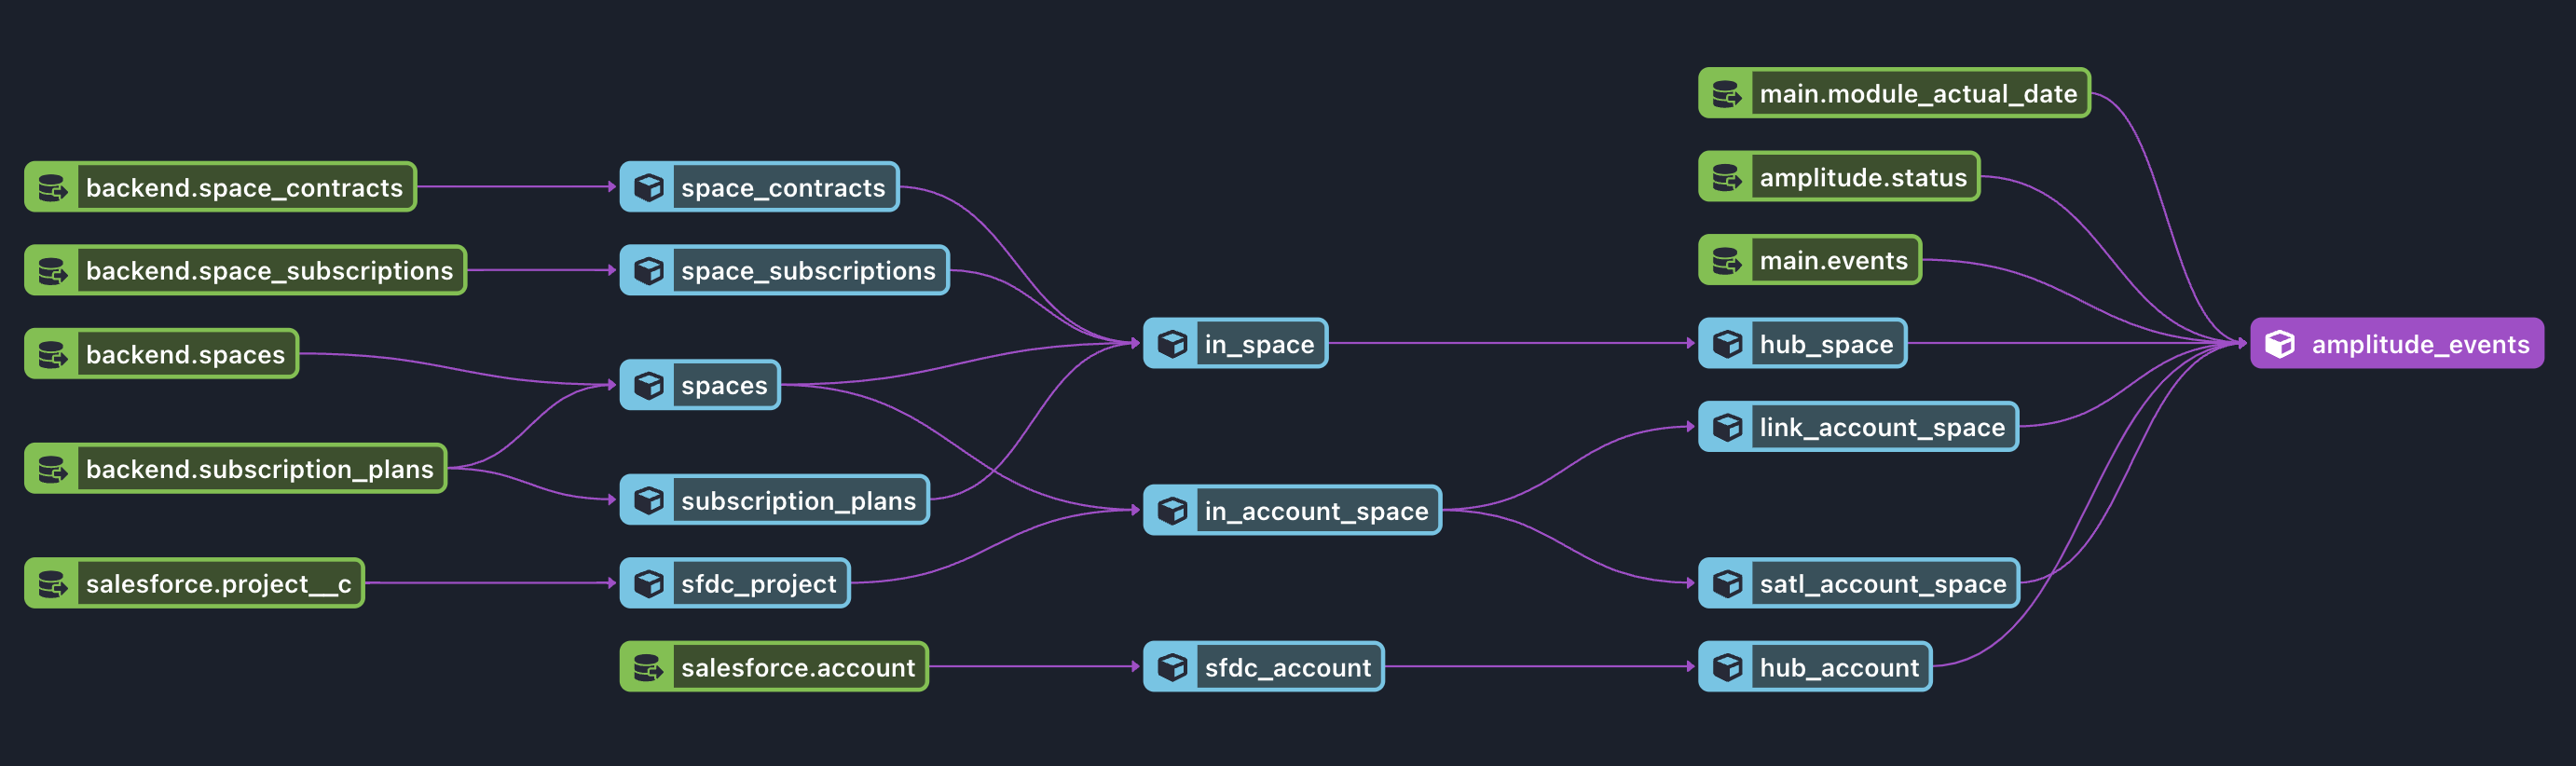 backend.space_contracts
backend.space_subscriptions
backend.spaces
backend.subscription_plans
salesforce.project__c
space_contracts
space_subscriptions
spaces
subscription_plans
sfdc_project
salesforce.account
in_space
in_account_space
sfdc_account
main.module_actual_date
amplitude.status
main.events
hub_space
link_account_space
satl_account_space
hub_account
amplitude_events